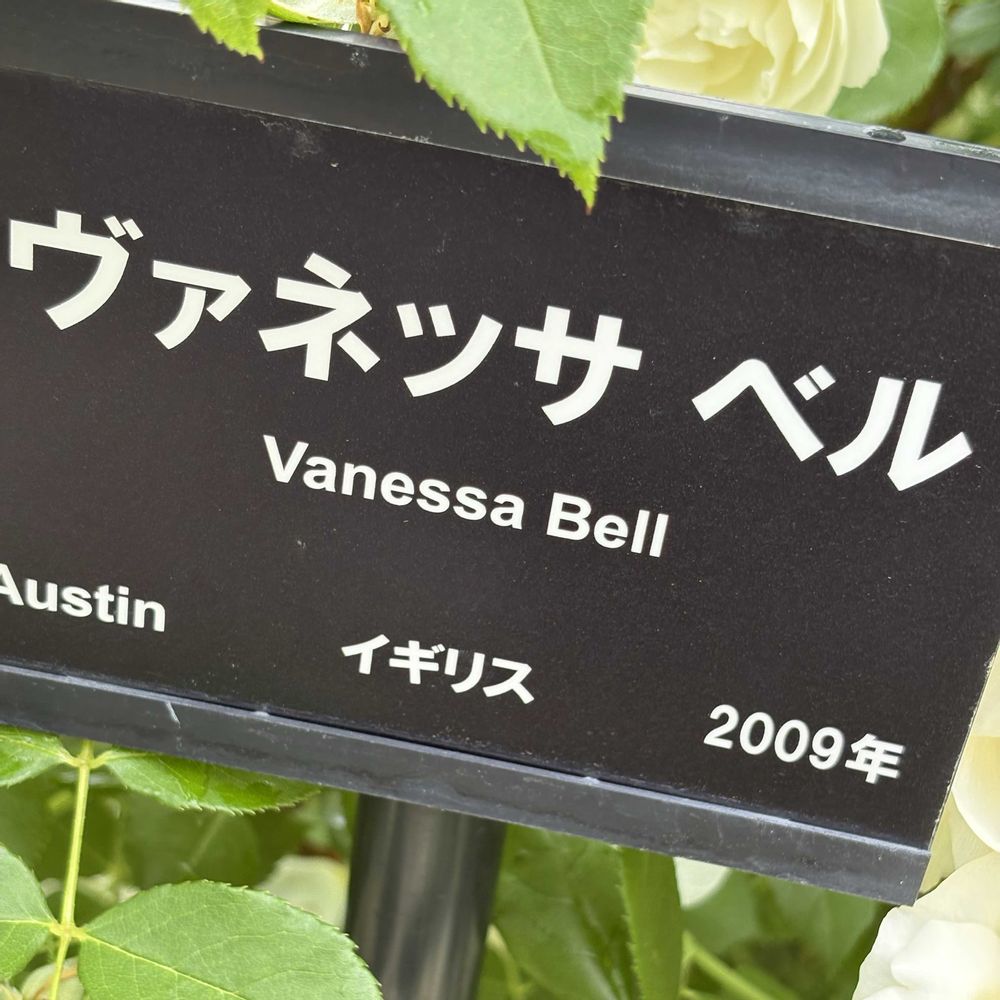 ヴァネッサ ベル
Vanessa Bell
Austin
イギリス
2009年